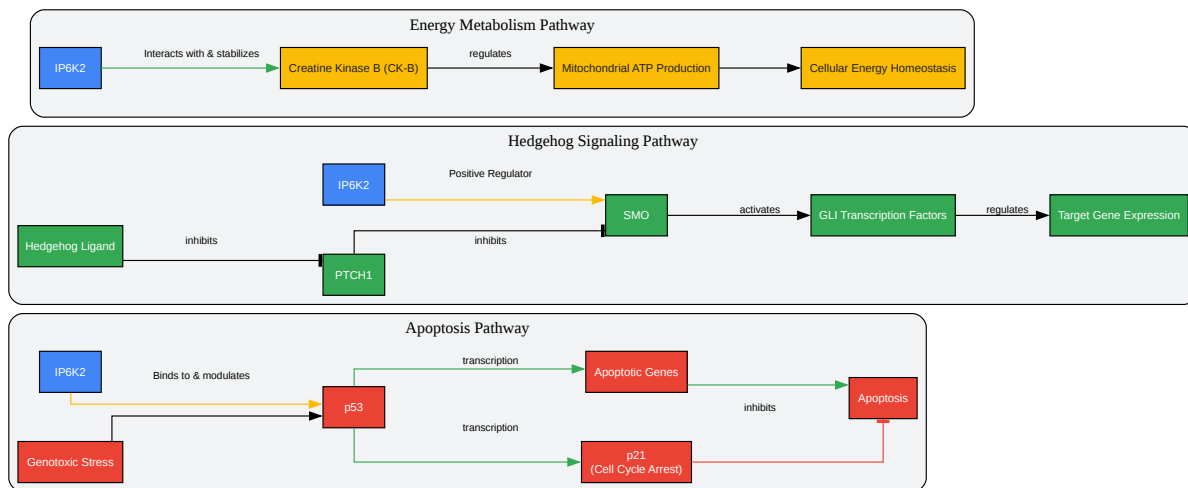 Energy Metabolism Pathway
IP6K2
Interacts with & stabilizes
Creatine Kinase B (CK-B)
regulates
Mitochondrial ATP Production
Cellular Energy Homeostasis
Hedgehog Signaling Pathway
IP6K2
Positive Regulator
SMO
activates
GLI Transcription Factors
regulates
Target Gene Expression
Hedgehog Ligand
inhibits
PTCH1
inhibits
Apoptosis Pathway
IP6K2
Binds to & modulates
p53
transcription
Apoptotic Genes
Apoptosis
inhibits
Genotoxic Stress
transcription
p21
(Cell Cycle Arrest)